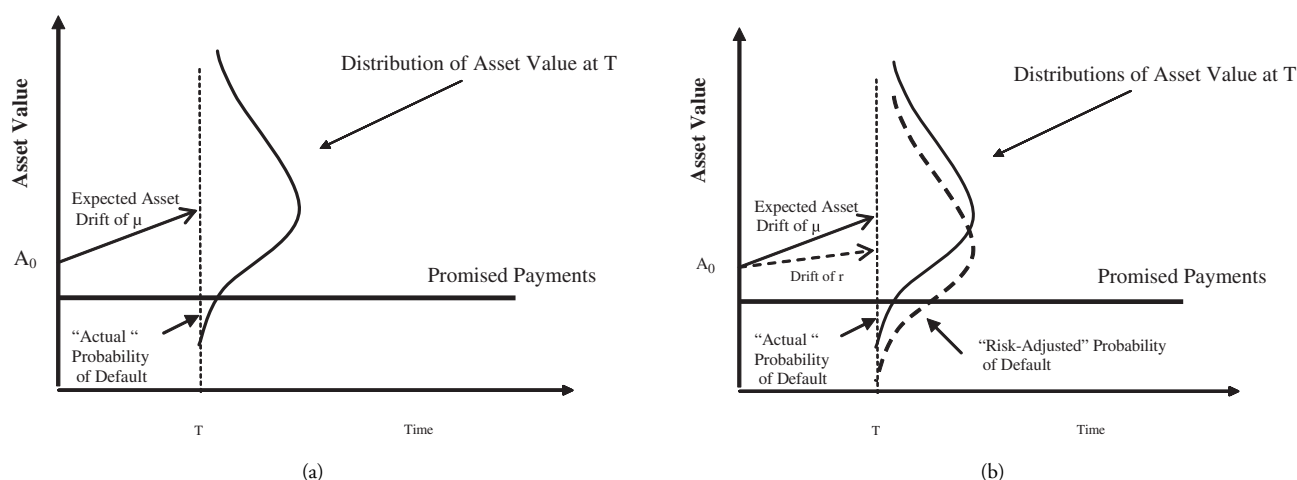 Asset Value
Distribution of Asset Value at T
Expected Asset
Drift of μ
A0
Promised Payments
“Actual “
Probability
of Default
T
Time
(a)
Asset Value
Distributions of Asset Value at T
Expected Asset
Drift of μ
A0
Drift of r
Promised Payments
“Actual “
Probability
of Default
“Risk-Adjusted” Probability
of Default
T
Time
(b)